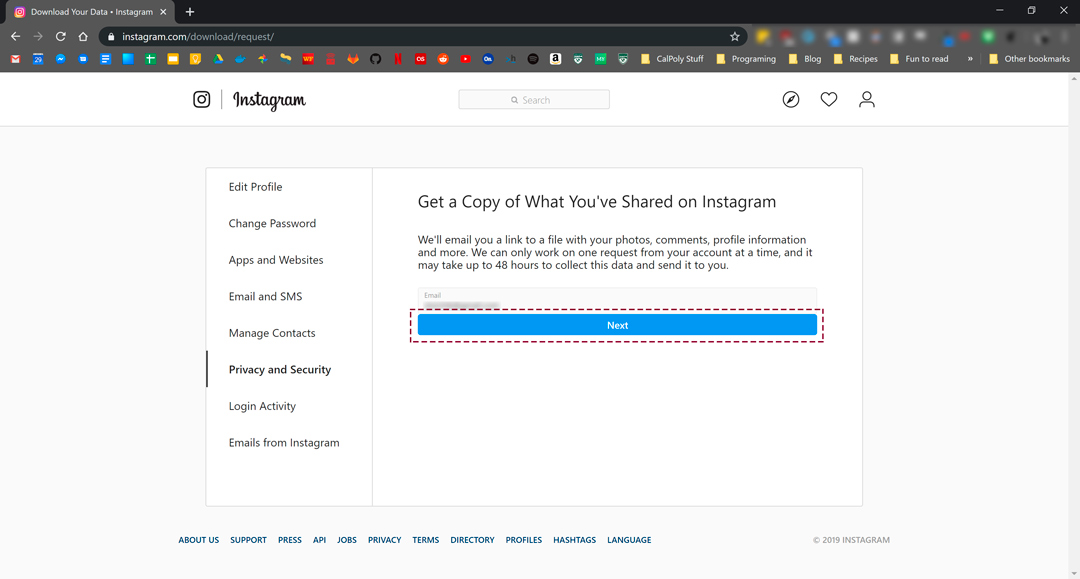 Download Your Data • Instagram
instagram.com/download/request/
29
WF
OS
h
a
CalPoly Stuff
Programing
Blog
Recipes
Fun to read
»
Other bookmarks
Instagram
Search
Edit Profile
Change Password
Apps and Websites
Email and SMS
Manage Contacts
Privacy and Security
Login Activity
Emails from Instagram
Get a Copy of What You've Shared on Instagram
We'll email you a link to a file with your photos, comments, profile information
and more. We can only work on one request from your account at a time, and it
may take up to 48 hours to collect this data and send it to you.
Email
Next
ABOUT US SUPPORT PRESS API JOBS PRIVACY TERMS DIRECTORY PROFILES HASHTAGS LANGUAGE
© 2019 INSTAGRAM